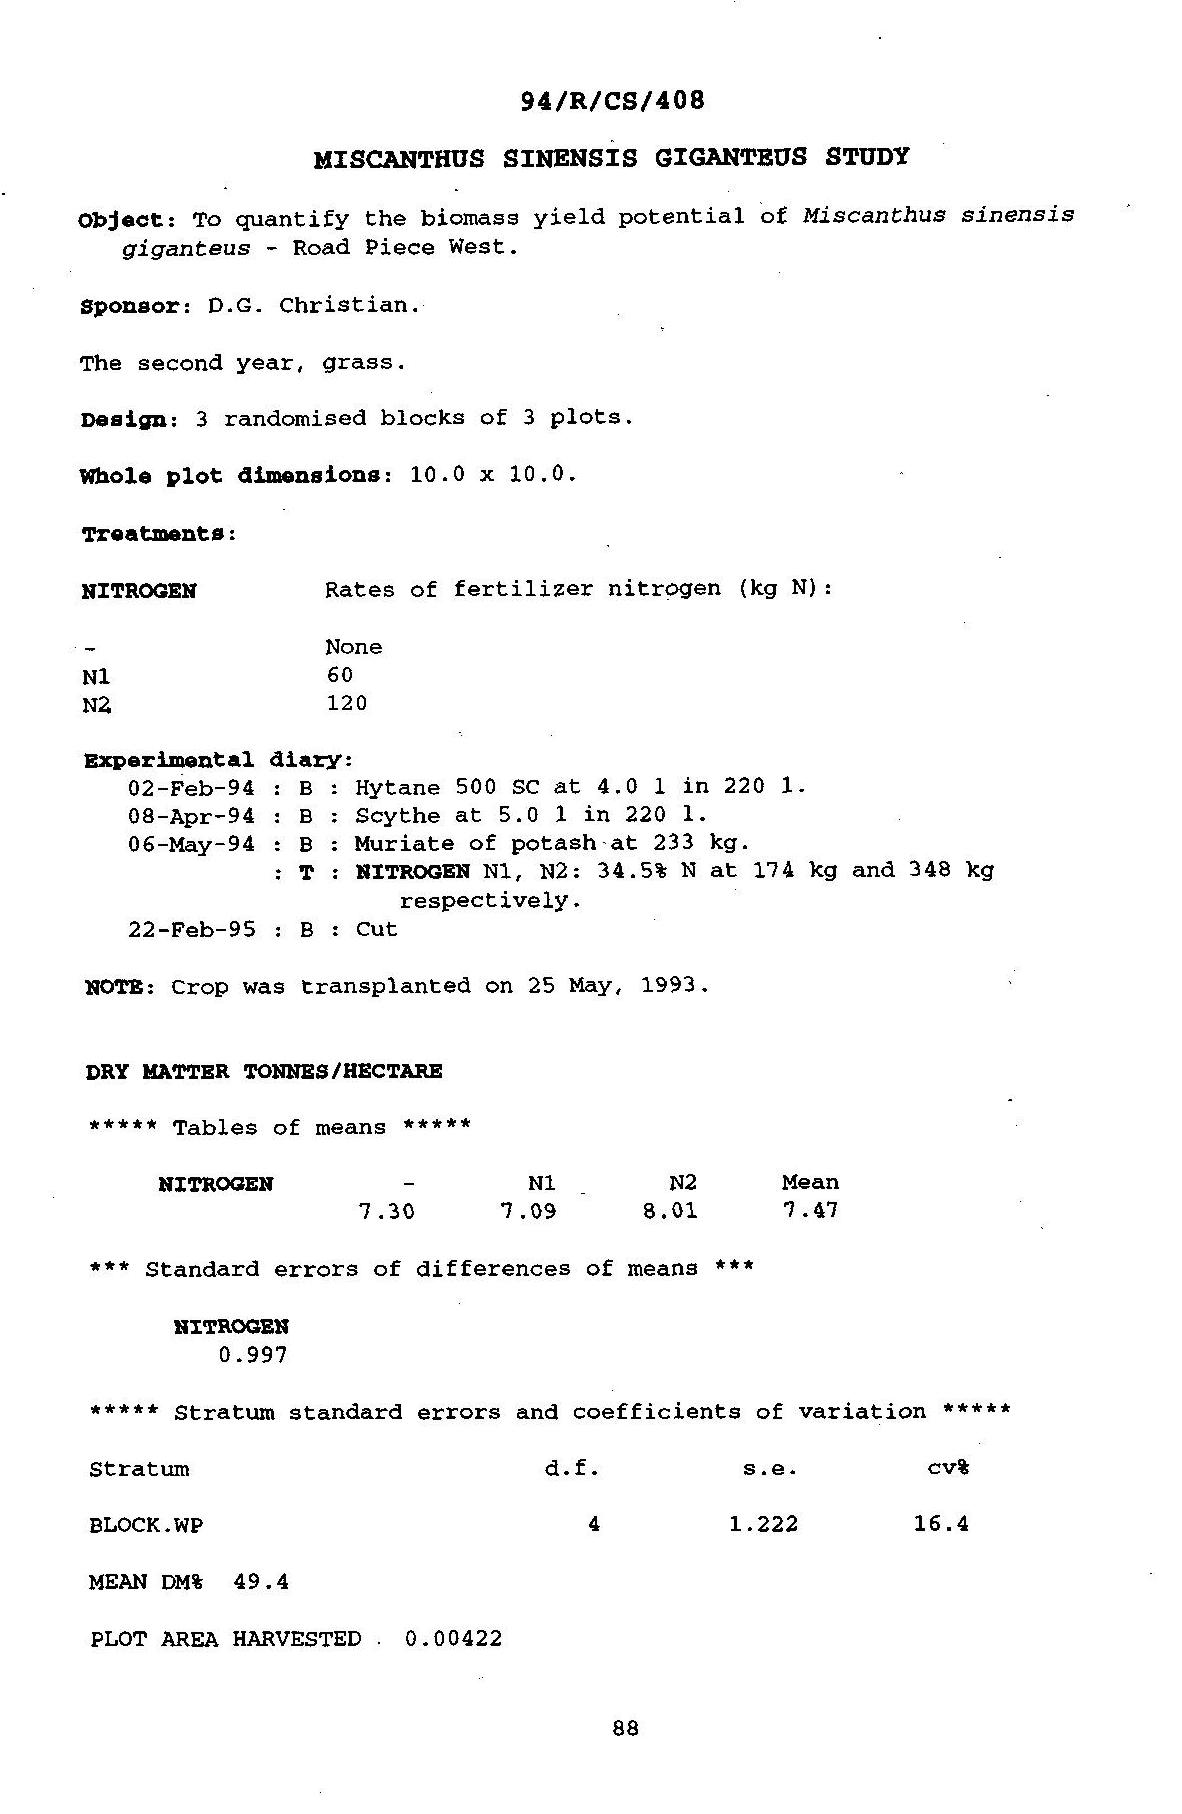 94/R/CS/408
MISCANTHUS SINENSIS GIGANTEUS STUDY
Object: To quantify the biomass yield potential of Miscanthus sinensis
giganteus - Road Piece West.
Sponsor: D.G. Christian.
The second year, grass.
Design: 3 randomised blocks of 3 plots.
Whole plot dimensions: 10.0 x 10.0.
Treatments:
NITROGEN Rates of fertilizer nitrogen (kg N):
- None
N1 60
N2 120
Experimental diary:
02-Feb-94 : B : Hytane 500 SC at 4.0 l in 220 l.
08-Apr-94 : B : Scythe at 5.0 l in 220 l.
06-May-94 : B : Muriate of potash at 233 kg.
: T : NITROGEN N1, N2: 34.5% N at 174 kg and 348 kg
respectively.
22-Feb-95 : B : Cut
NOTE: Crop was transplanted on 25 May, 1993.
DRY MATTER TONNES/HECTARE
***** Tables of means *****
NITROGEN - N1 N2 Mean
7.30 7.09 8.01 7.47
*** Standard errors of differences of means ***
NITROGEN
0.997
***** Stratum standard errors and coefficients of variation *****
Stratum d.f. s.e. cv%
BLOCK.WP 4 1.222 16.4
MEAN DM% 49.4
PLOT AREA HARVESTED 0.00422
88